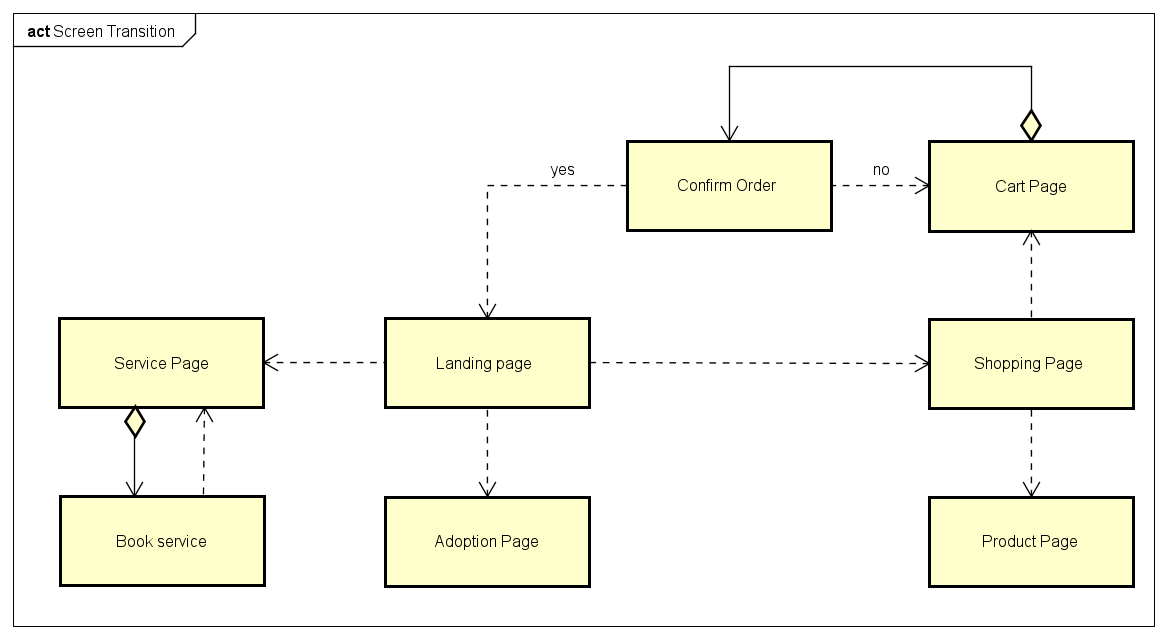 act Screen Transition
yes
Confirm Order
no
Cart Page
Service Page
Landing page
Shopping Page
Book service
Adoption Page
Product Page